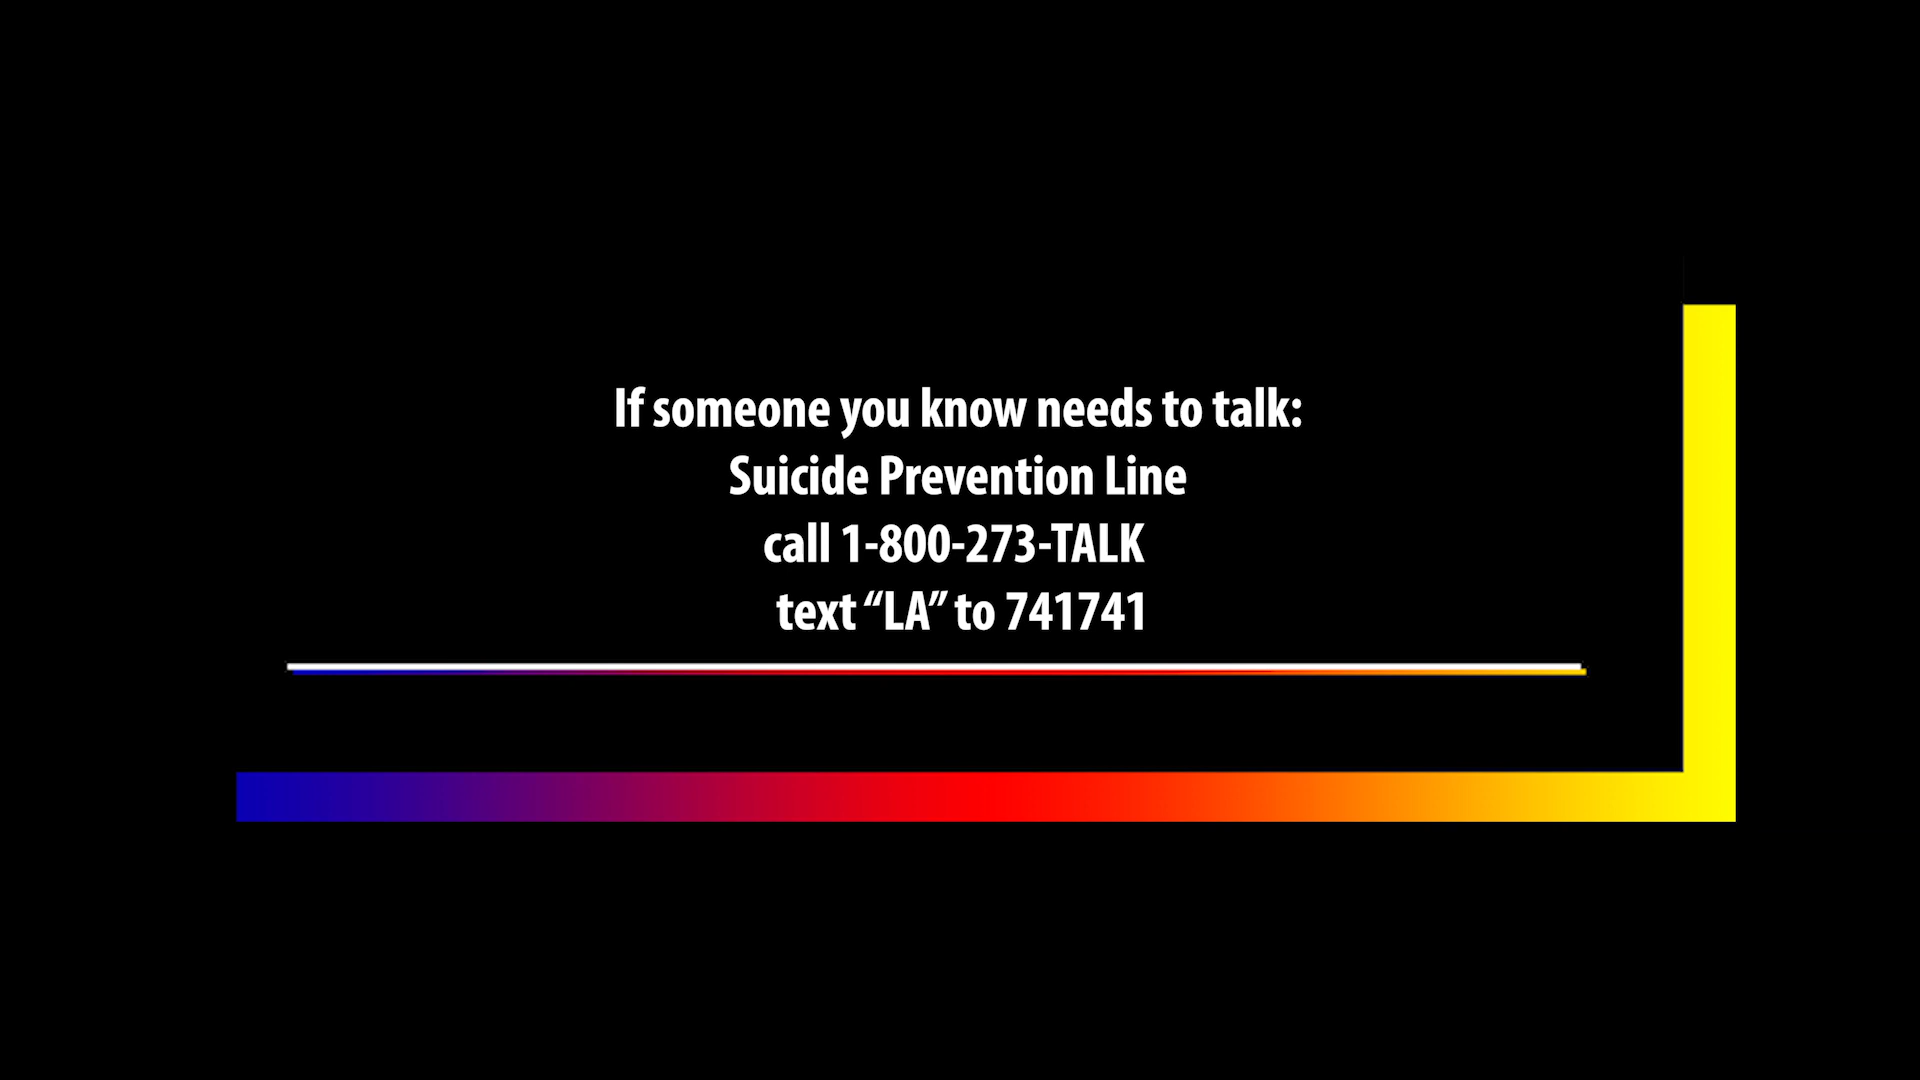 If someone you know needs to talk:
Suicide Prevention Line
call 1-800-273-TALK
text “LA” to 741741